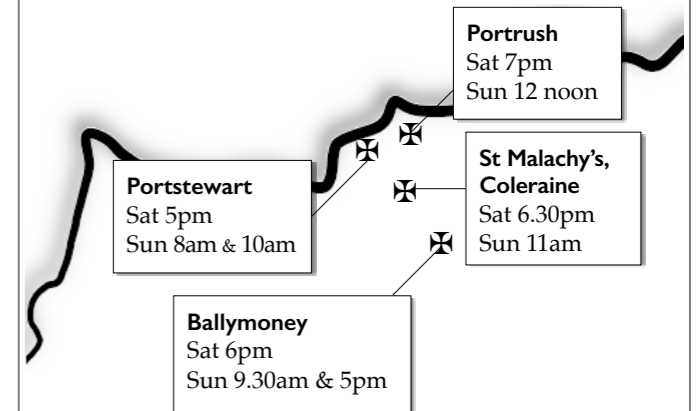 Portrush
Sat 7pm
Sun 12 noon
St Malachy's,
Coleraine
Sat 6.30pm
Sun 11am
Portstewart
Sat 5pm
Sun 8am & 10am
Ballymoney
Sat 6pm
Sun 9.30am & 5pm